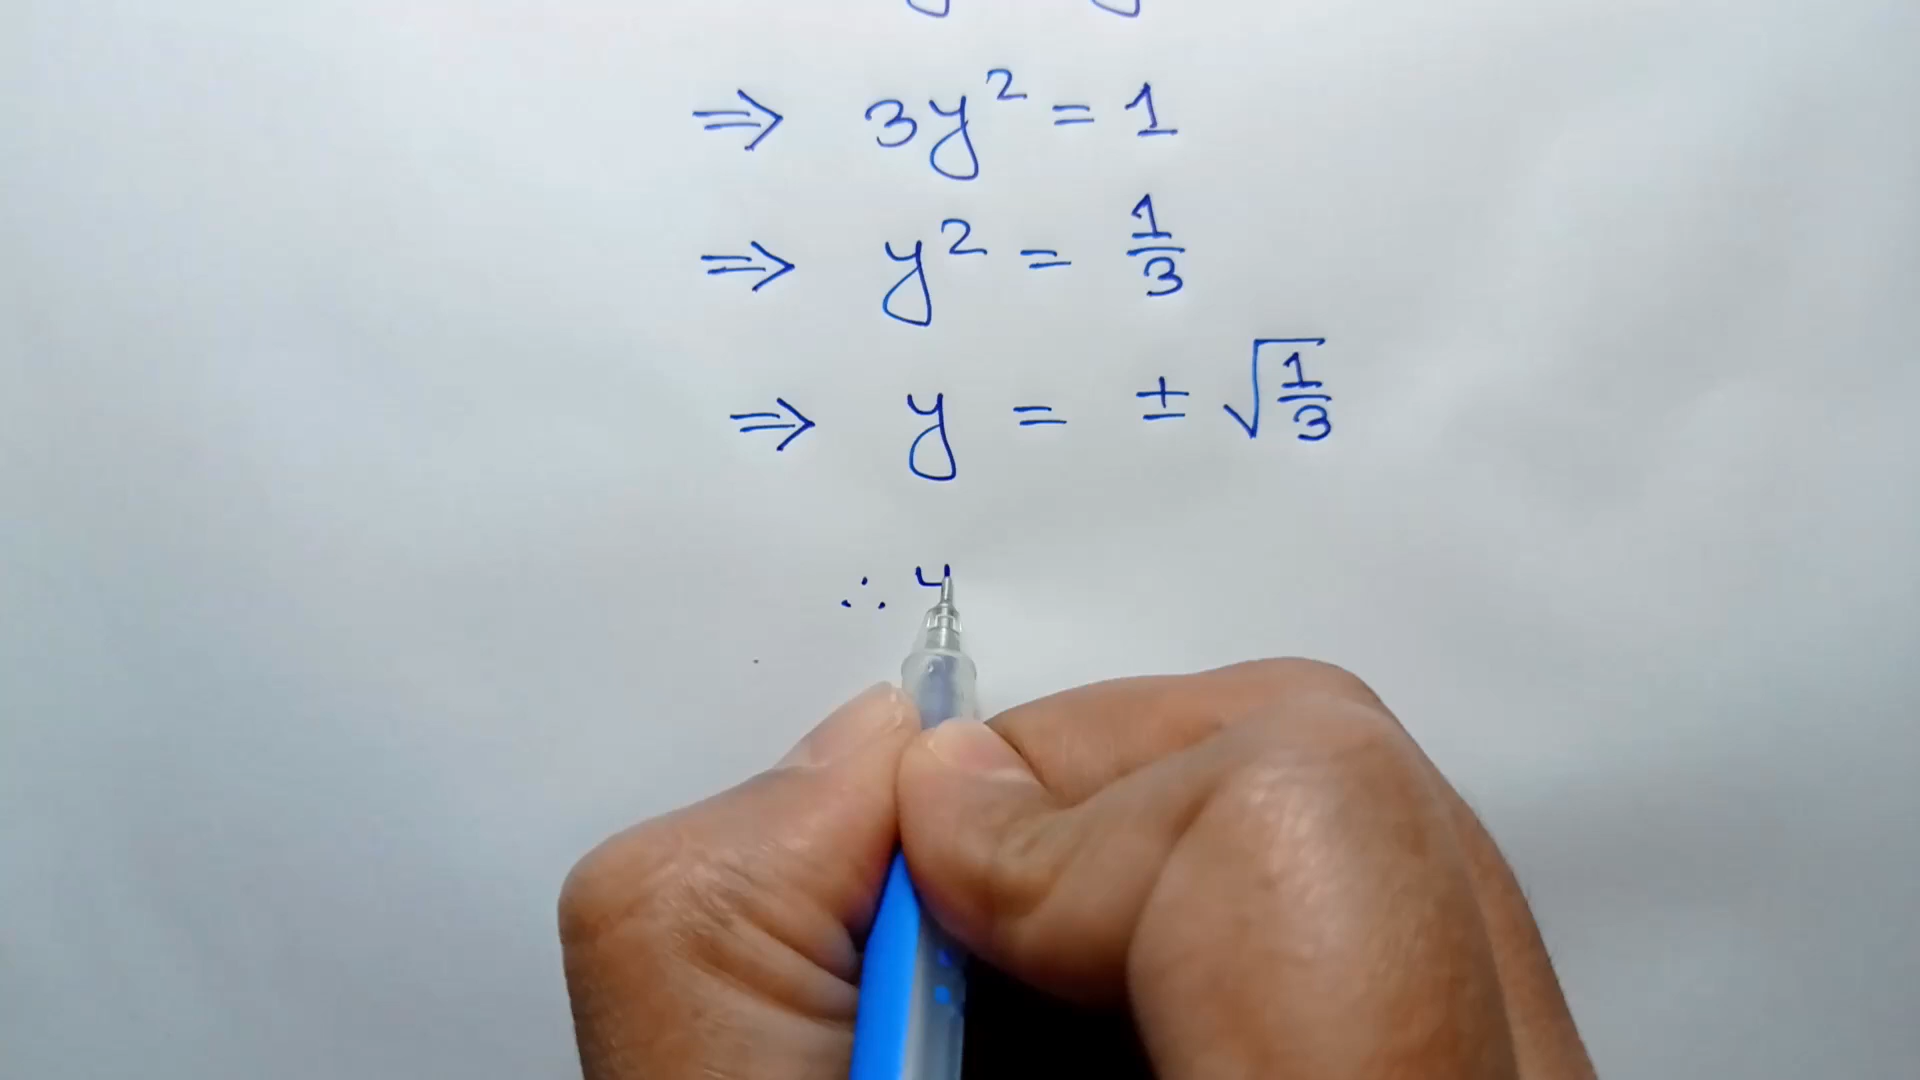 ⇒ 3y² = 1
⇒ y² = 1/3
⇒ y = ± √(1/3)
∴ y